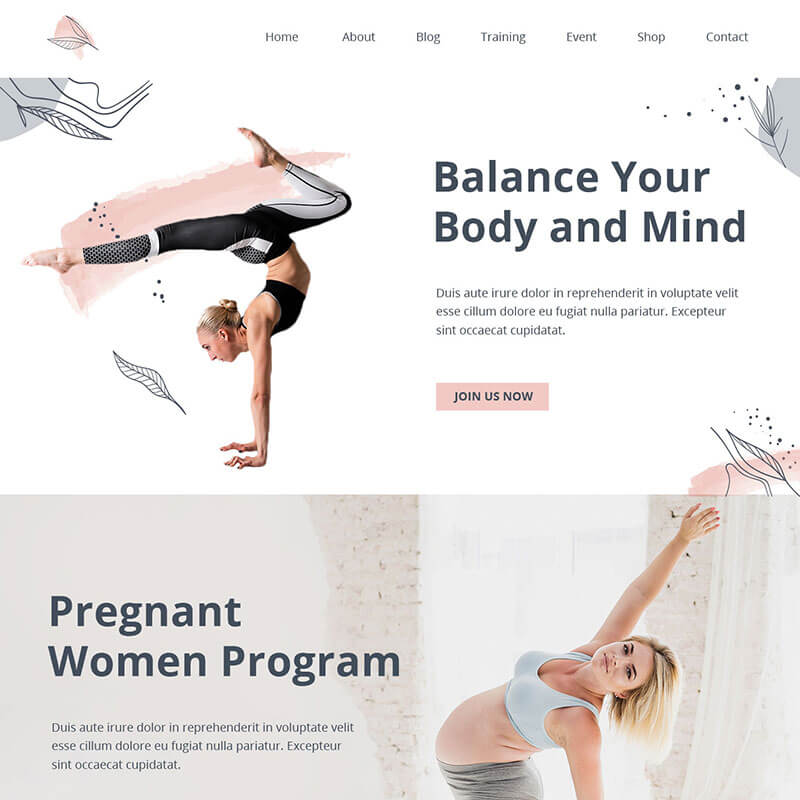 Home About Blog Training Event Shop Contact
Balance Your
Body and Mind
Duis aute irure dolor in reprehenderit in voluptate velit
esse cillum dolore eu fugiat nulla pariatur. Excepteur
sint occaecat cupidatat.
JOIN US NOW
Pregnant
Women Program
Duis aute irure dolor in reprehenderit in voluptate velit
esse cillum dolore eu fugiat nulla pariatur. Excepteur
sint occaecat cupidatat.